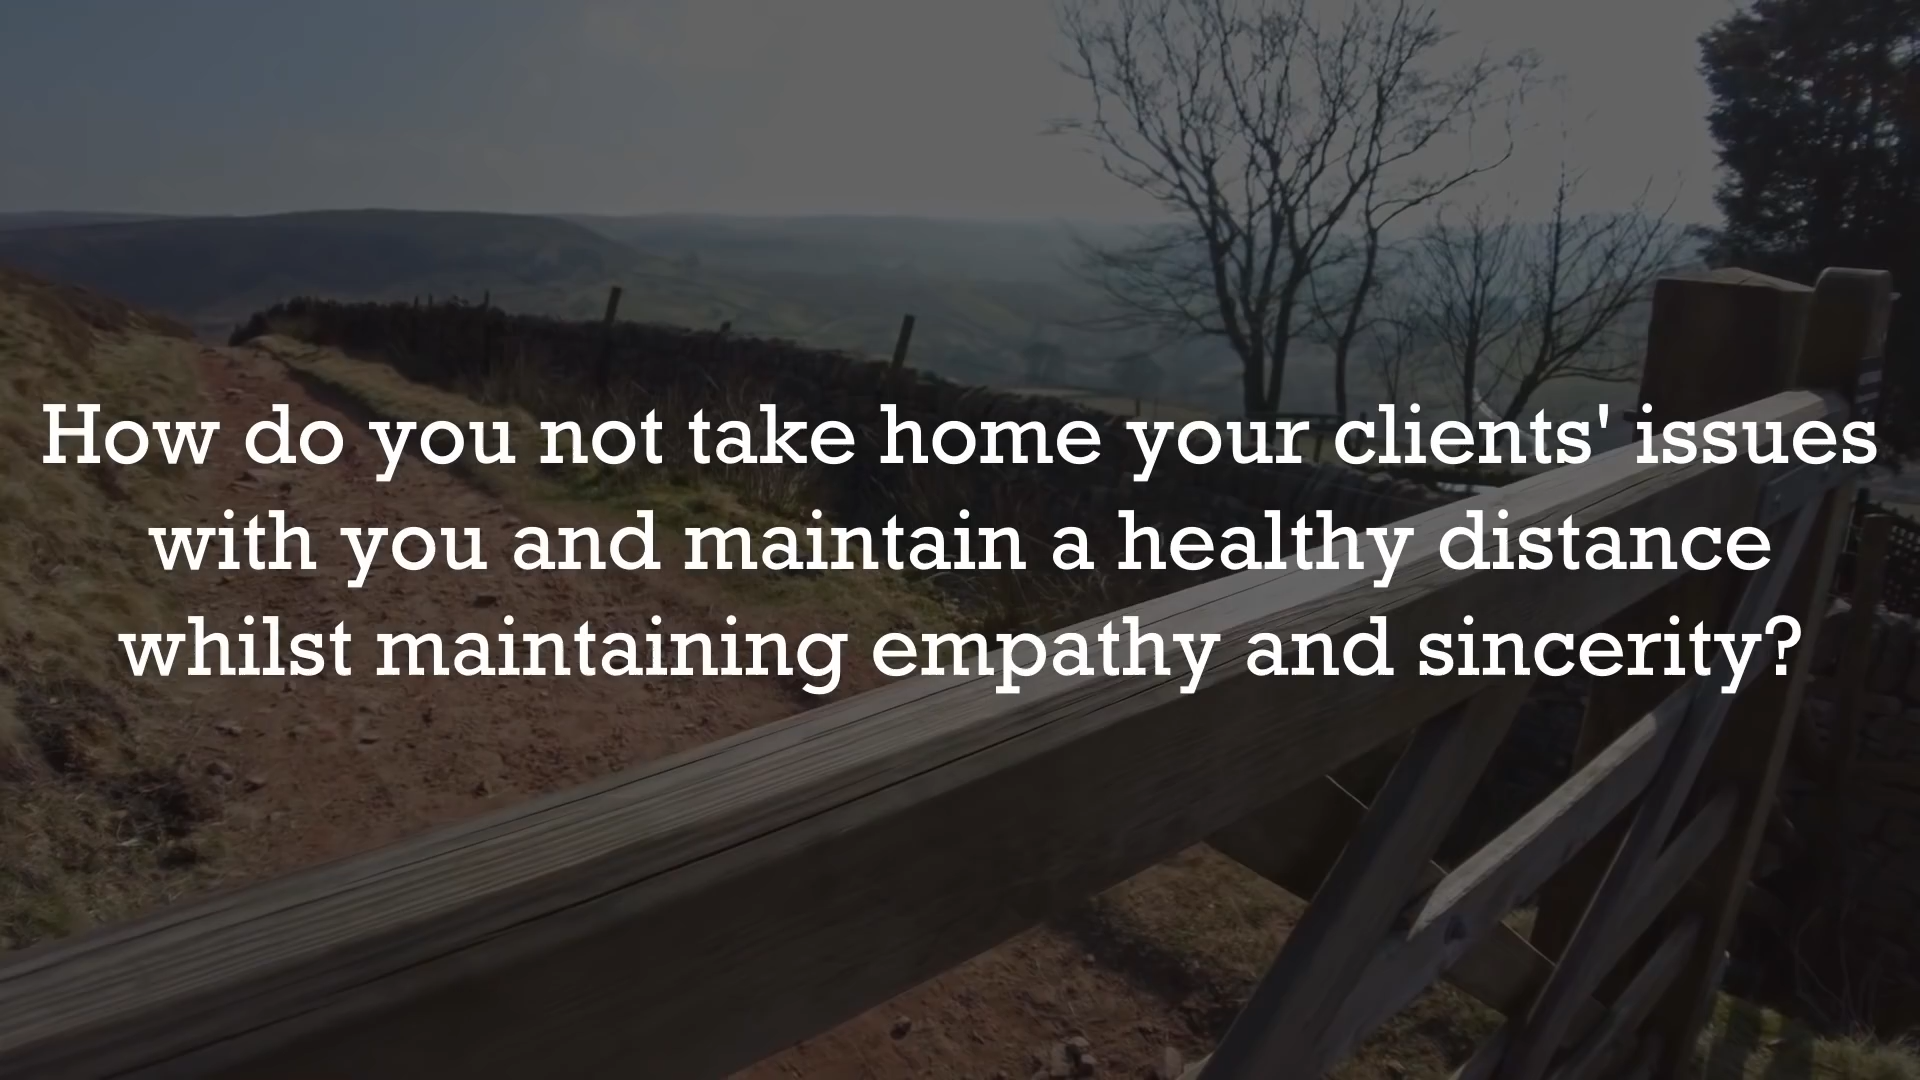 How do you not take home your clients' issues
with you and maintain a healthy distance
whilst maintaining empathy and sincerity?